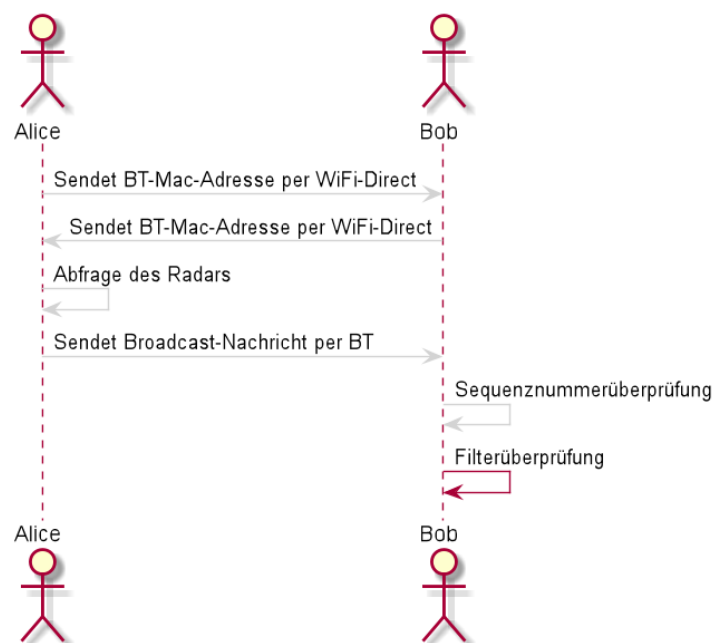 Alice
Bob
Sendet BT-Mac-Adresse per WiFi-Direct
Sendet BT-Mac-Adresse per WiFi-Direct
Abfrage des Radars
Sendet Broadcast-Nachricht per BT
Sequenznummerüberprüfung
Filterüberprüfung
Alice
Bob